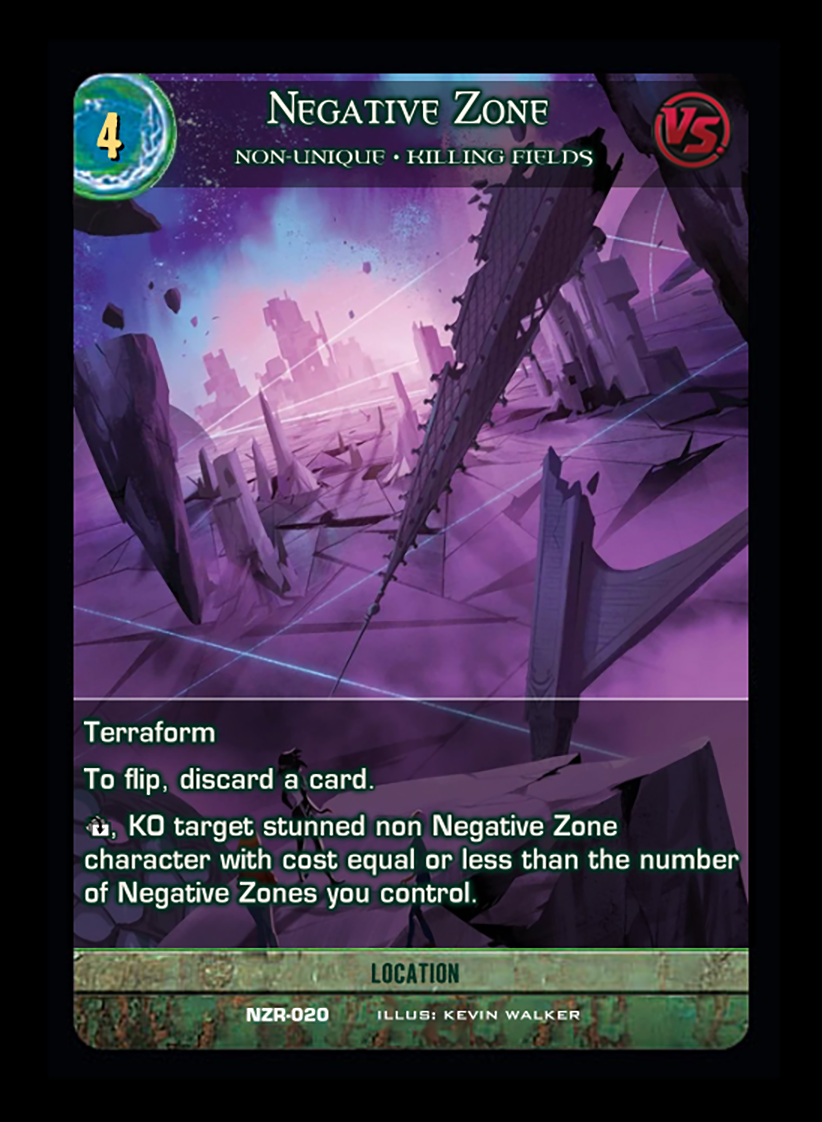 4
Negative Zone
VS.
NON-UNIQUE • KILLING FIELDS
Terraform
To flip, discard a card.
, KO target stunned non Negative Zone
character with cost equal or less than the number
of Negative Zones you control.
LOCATION
NZR-020 ILLUS: KEVIN WALKER